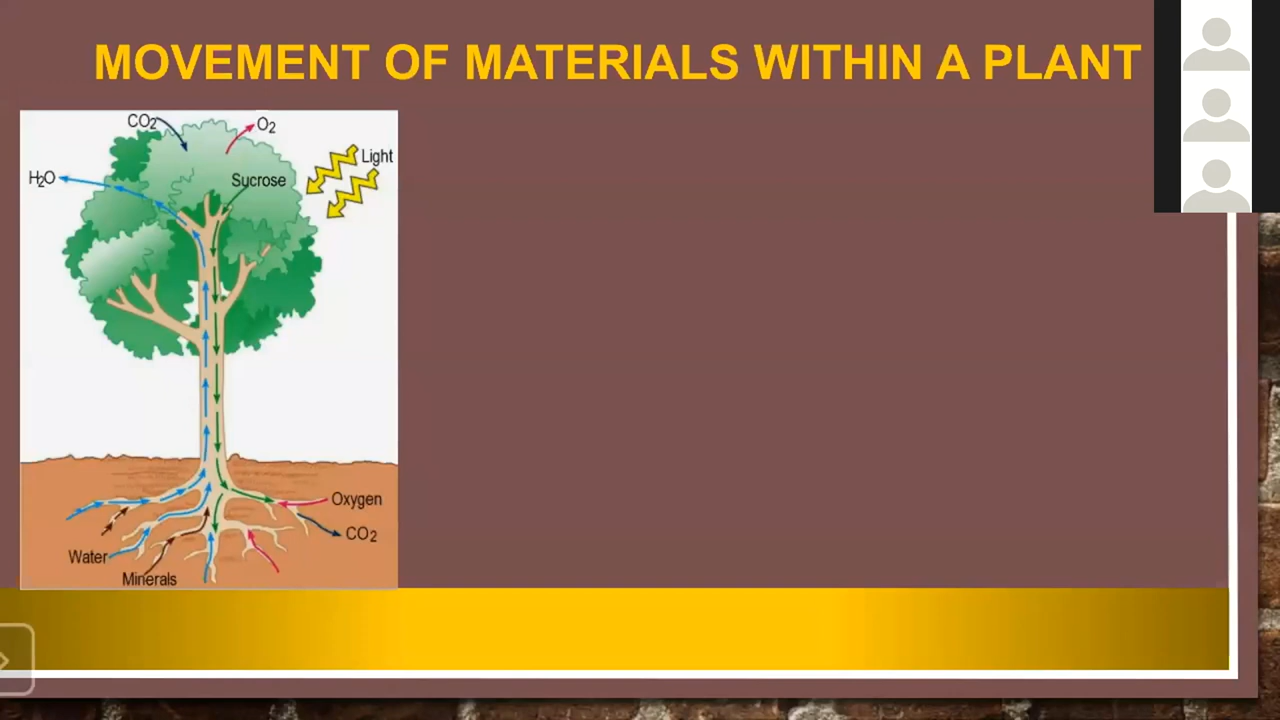 MOVEMENT OF MATERIALS WITHIN A PLANT
CO2
O2
Light
H2O
Sucrose
Oxygen
CO2
Water
Minerals